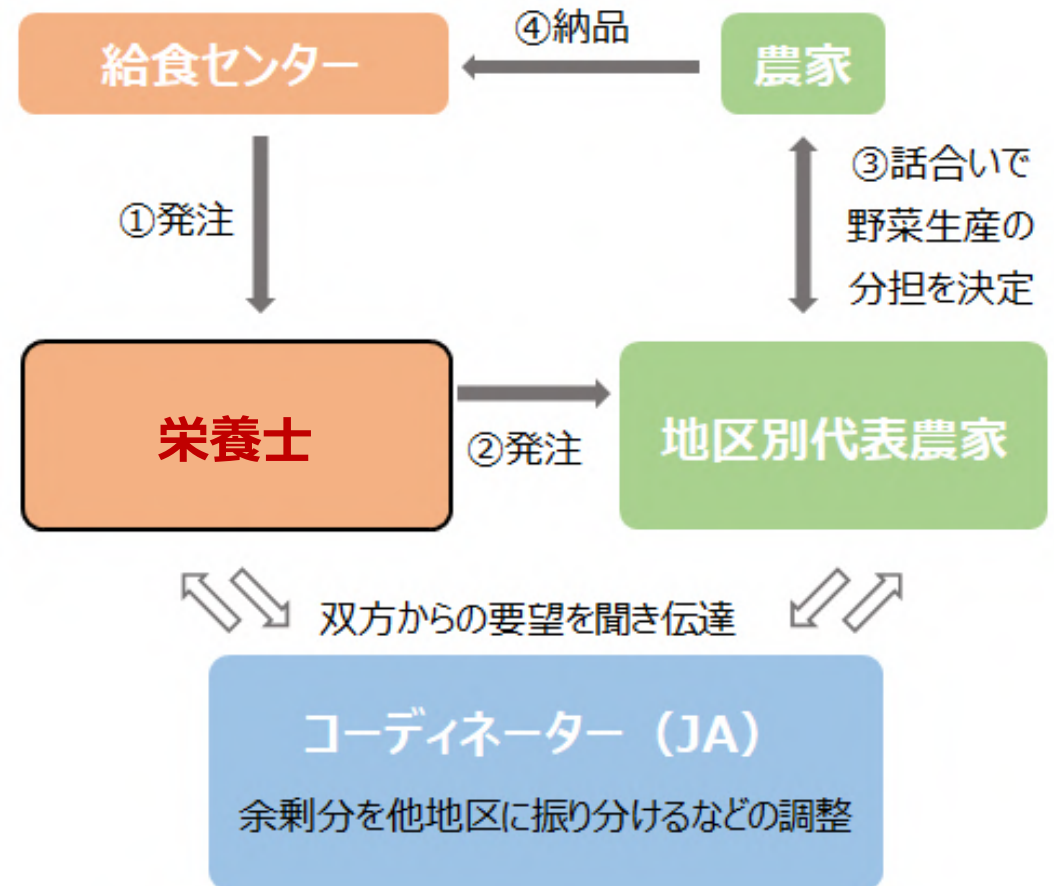 ④納品
給食センター
農家
①発注
③話合いで
野菜生産の
分担を決定
栄養士
②発注
地区別代表農家
双方からの要望を聞き伝達
コーディネーター（JA）
余剰分を他地区に振り分けるなどの調整